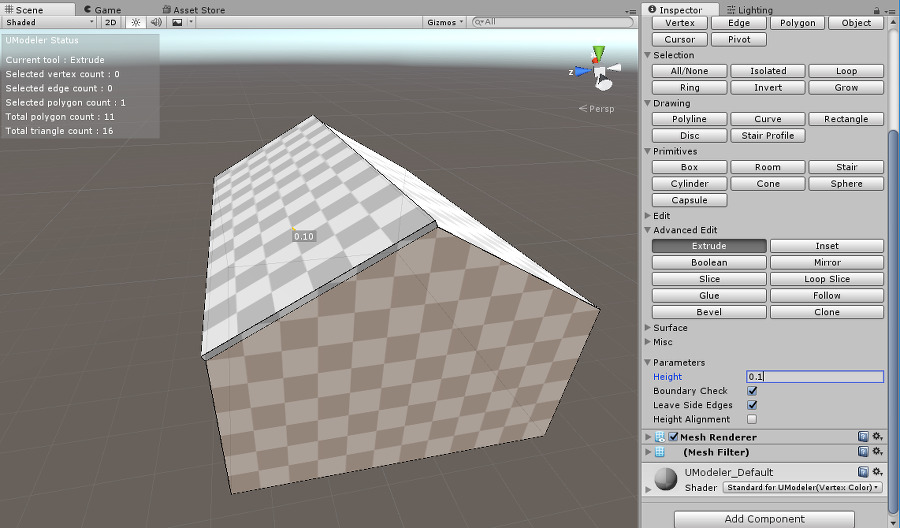 Scene Game Asset Store
Shaded 2D Gizmos All
UModeler Status
Current tool : Extrude
Selected vertex count : 0
Selected edge count : 0
Selected polygon count : 1
Total polygon count : 11
Total triangle count : 16
z
Persp
0.10
Inspector Lighting
Vertex Edge Polygon Object
Cursor Pivot
Selection
All/None Isolated Loop
Ring Invert Grow
Drawing
Polyline Curve Rectangle
Disc Stair Profile
Primitives
Box Room Stair
Cylinder Cone Sphere
Capsule
Edit
Advanced Edit
Extrude Inset
Boolean Mirror
Slice Loop Slice
Glue Follow
Bevel Clone
Surface
Misc
Parameters
Height 0.1
Boundary Check
Leave Side Edges
Height Alignment
Mesh Renderer
(Mesh Filter)
UModeler_Default
Shader Standard for UModeler(Vertex Color)
Add Component